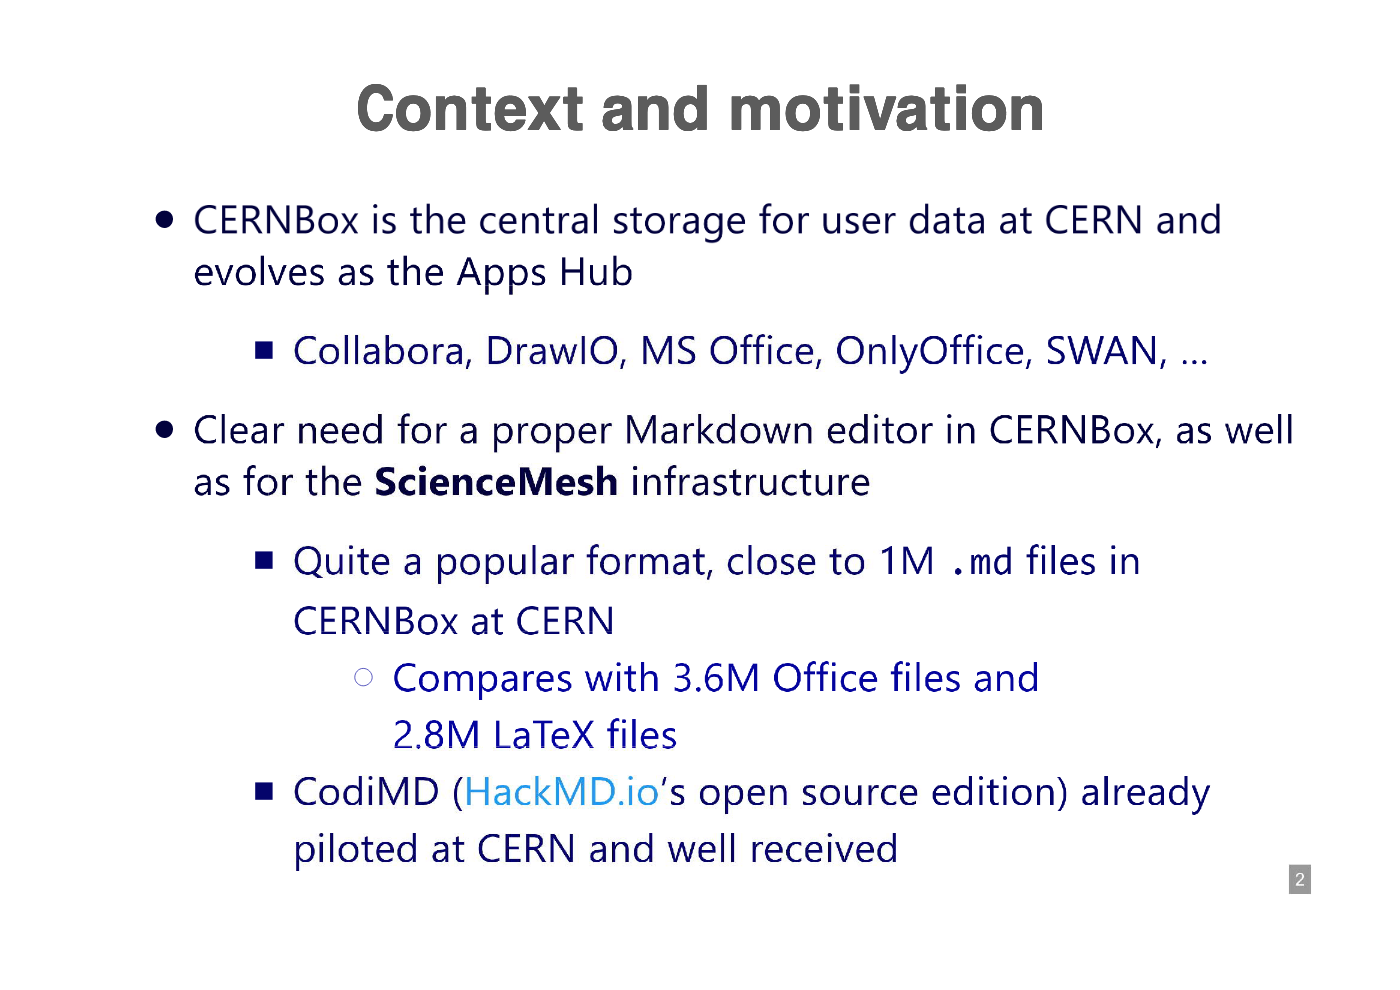 Context and motivation
● CERNBox is the central storage for user data at CERN and
evolves as the Apps Hub
■ Collabora, DrawIO, MS Office, OnlyOffice, SWAN, ...
● Clear need for a proper Markdown editor in CERNBox, as well
as for the ScienceMesh infrastructure
■ Quite a popular format, close to 1M .md files in
CERNBox at CERN
○ Compares with 3.6M Office files and
2.8M LaTeX files
■ CodiMD (HackMD.io's open source edition) already
piloted at CERN and well received
2